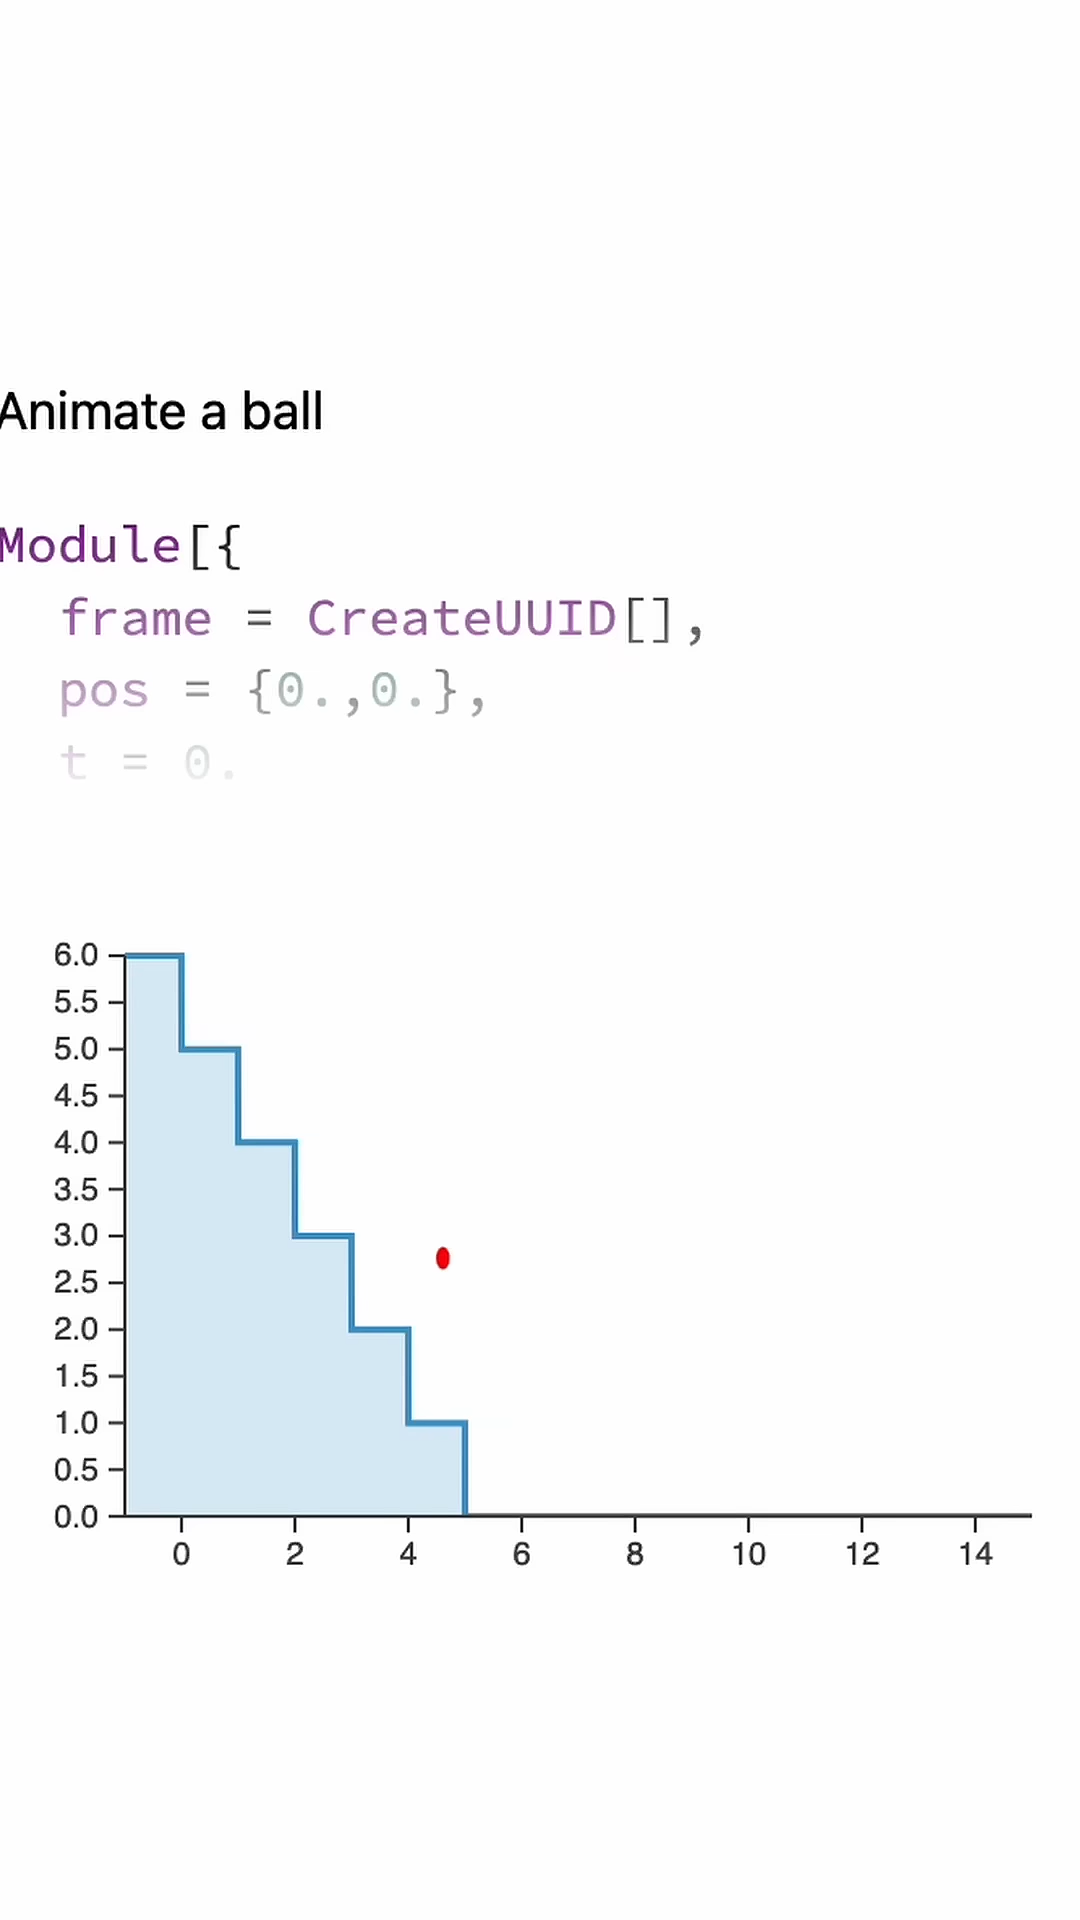 Animate a ball
Module[{
frame = CreateUUID[],
pos = {0.,0.},
t = 0.
6.0
5.5
5.0
4.5
4.0
3.5
3.0
2.5
2.0
1.5
1.0
0.5
0.0
0 2 4 6 8 10 12 14